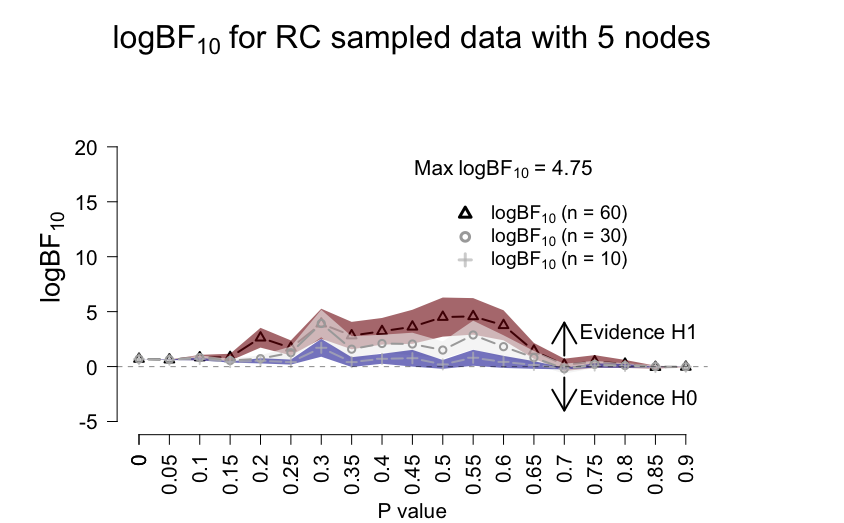 logBF10 for RC sampled data with 5 nodes
20
15
10
5
0
-5
logBF10
Max logBF10 = 4.75
logBF10 (n = 60)
logBF10 (n = 30)
logBF10 (n = 10)
Evidence H1
Evidence H0
0 0.05 0.1 0.15 0.2 0.25 0.3 0.35 0.4 0.45 0.5 0.55 0.6 0.65 0.7 0.75 0.8 0.85 0.9
P value